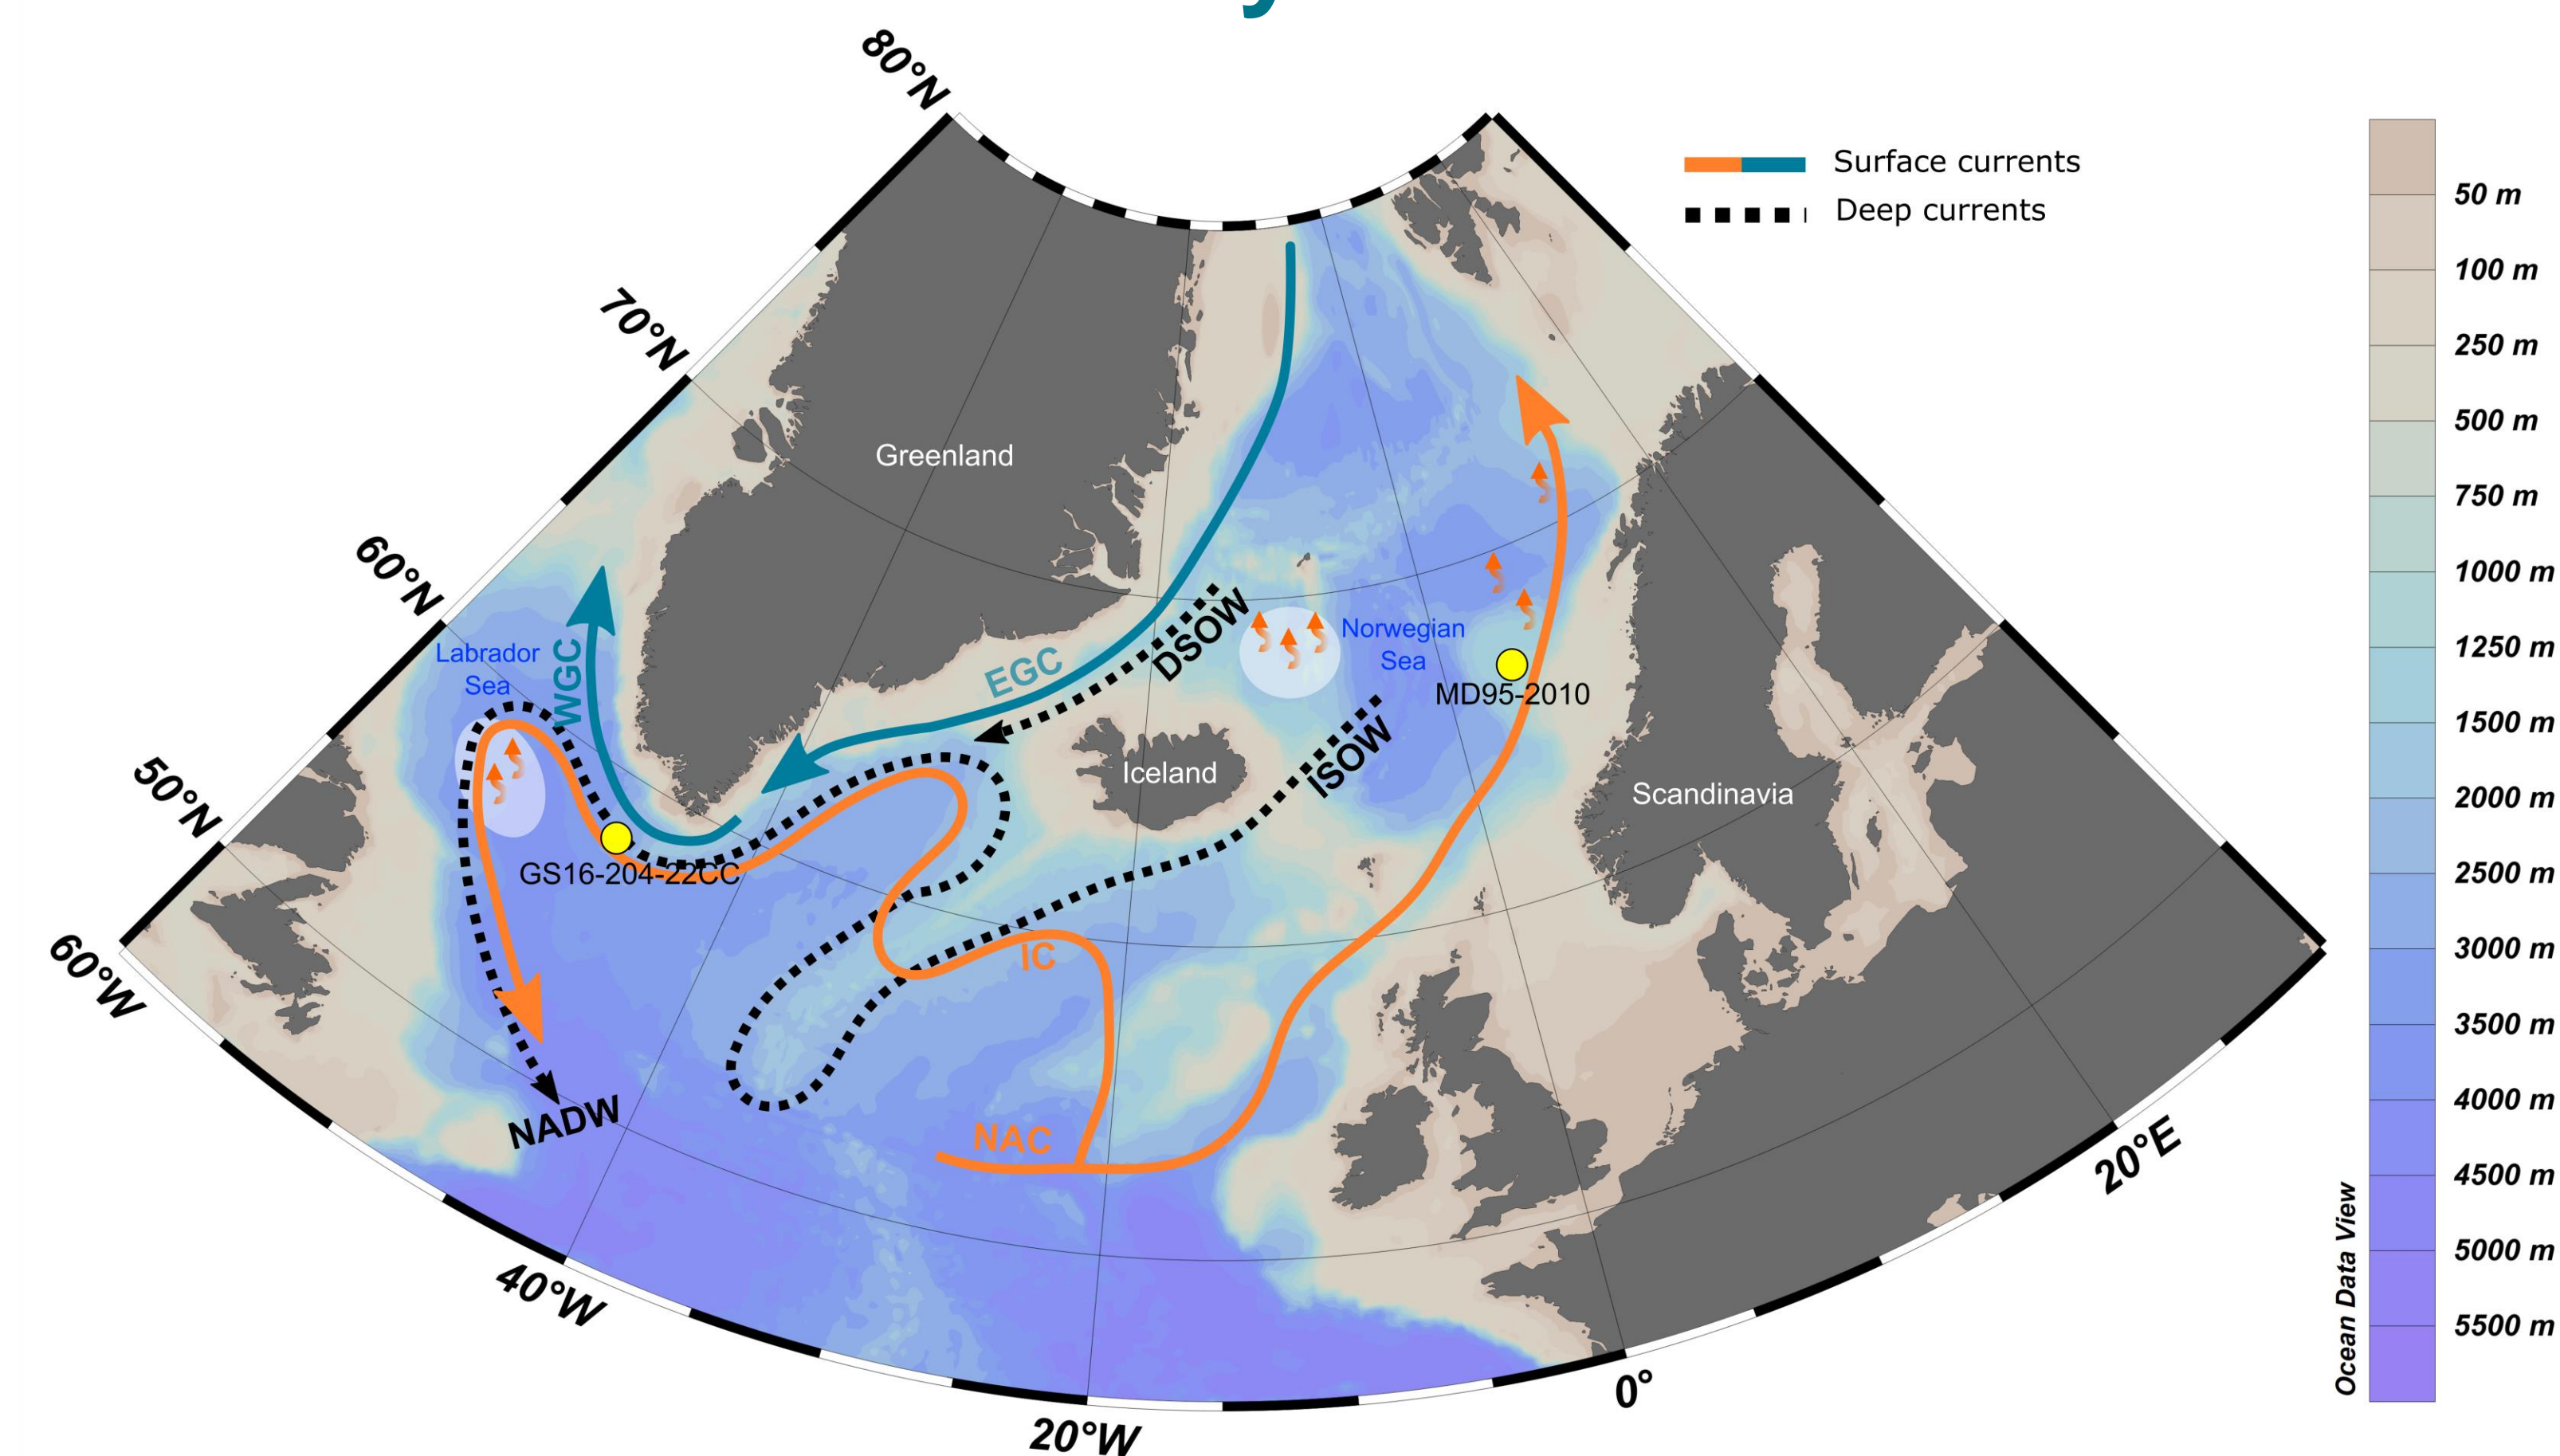 80°N
70°N
60°N
50°N
60°W
40°W
20°W
0°
20°E
Surface currents
Deep currents
Greenland
Labrador
Sea
WGC
EGC
DSOW
Norwegian
Sea
MD95-2010
ISOW
Iceland
Scandinavia
GS16-204-22CC
IC
NAC
NADW
50 m
100 m
250 m
500 m
750 m
1000 m
1250 m
1500 m
2000 m
2500 m
3000 m
3500 m
4000 m
4500 m
5000 m
5500 m
Ocean Data View